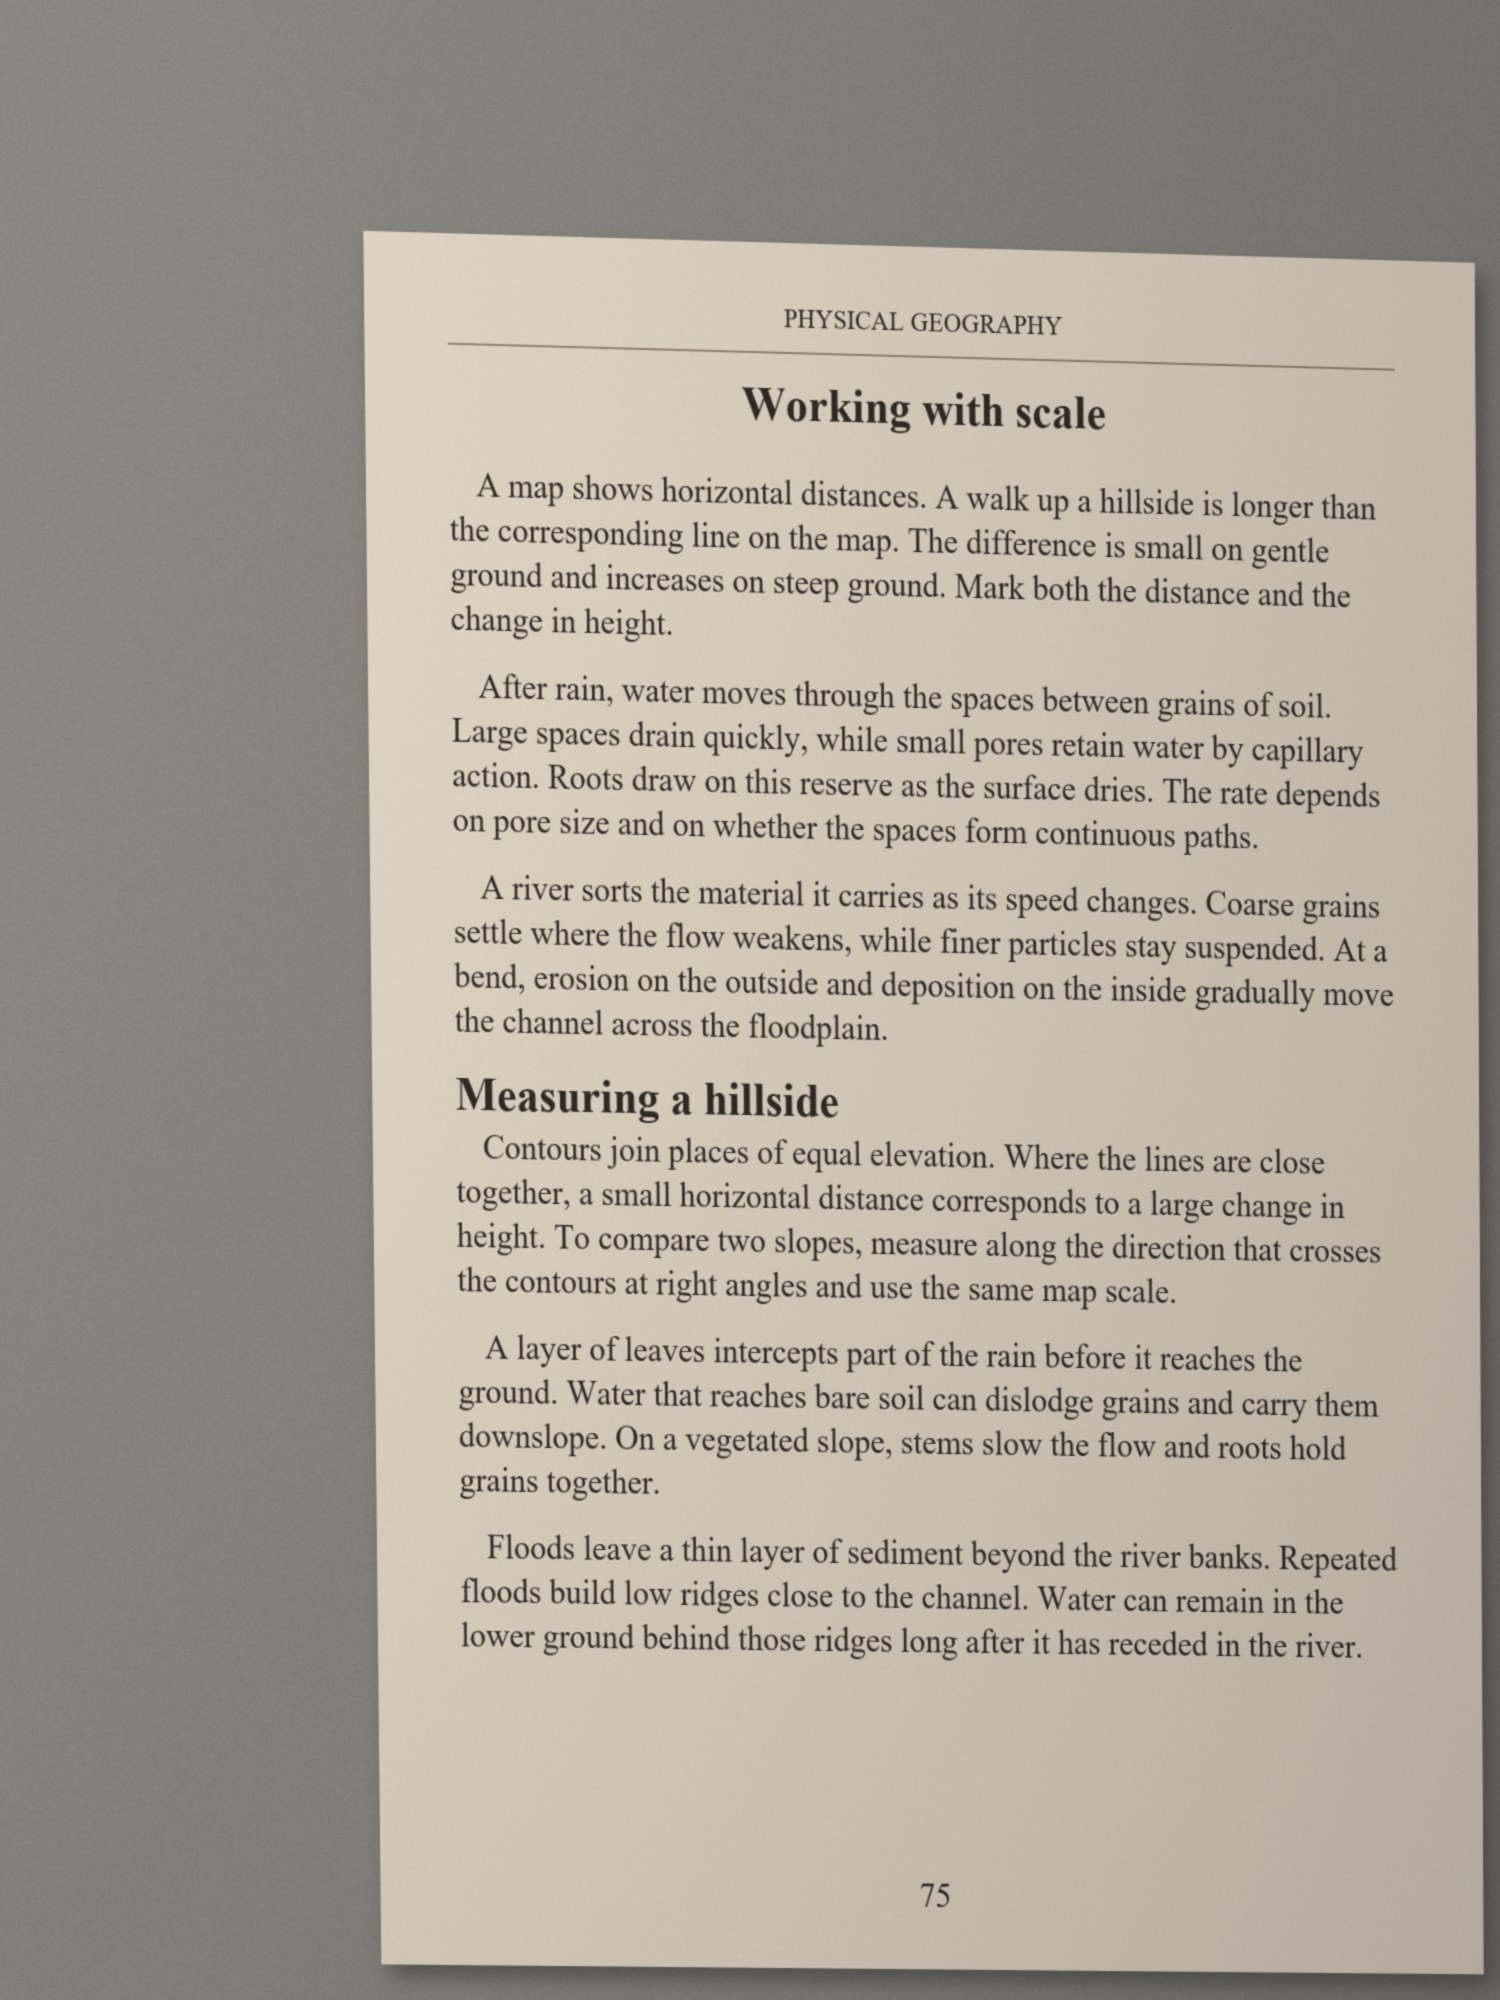 PHYSICAL GEOGRAPHY
Working with scale
A map shows horizontal distances. A walk up a hillside is longer than
the corresponding line on the map. The difference is small on gentle
ground and increases on steep ground. Mark both the distance and the
change in height.
After rain, water moves through the spaces between grains of soil.
Large spaces drain quickly, while small pores retain water by capillary
action. Roots draw on this reserve as the surface dries. The rate depends
on pore size and on whether the spaces form continuous paths.
A river sorts the material it carries as its speed changes. Coarse grains
settle where the flow weakens, while finer particles stay suspended. At a
bend, erosion on the outside and deposition on the inside gradually move
the channel across the floodplain.
Measuring a hillside
Contours join places of equal elevation. Where the lines are close
together, a small horizontal distance corresponds to a large change in
height. To compare two slopes, measure along the direction that crosses
the contours at right angles and use the same map scale.
A layer of leaves intercepts part of the rain before it reaches the
ground. Water that reaches bare soil can dislodge grains and carry them
downslope. On a vegetated slope, stems slow the flow and roots hold
grains together.
Floods leave a thin layer of sediment beyond the river banks. Repeated
floods build low ridges close to the channel. Water can remain in the
lower ground behind those ridges long after it has receded in the river.
75